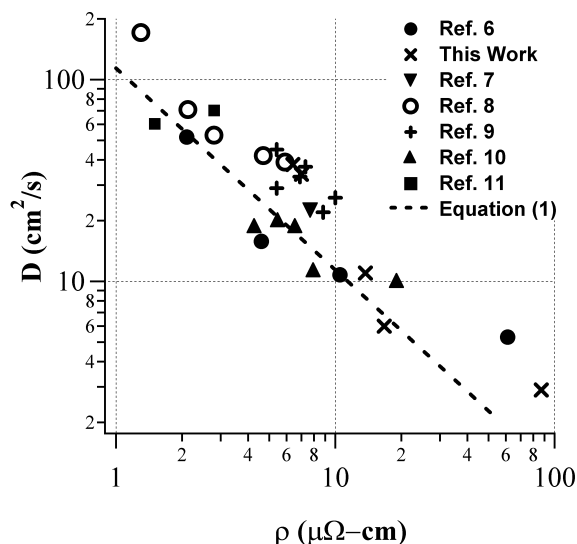 2
100
8
6
4
2
10
8
6
4
2
D (cm²/s)
Ref. 6
This Work
Ref. 7
Ref. 8
Ref. 9
Ref. 10
Ref. 11
Equation (1)
1
2
4
6
8
10
2
4
6
8
100
ρ (μΩ−cm)